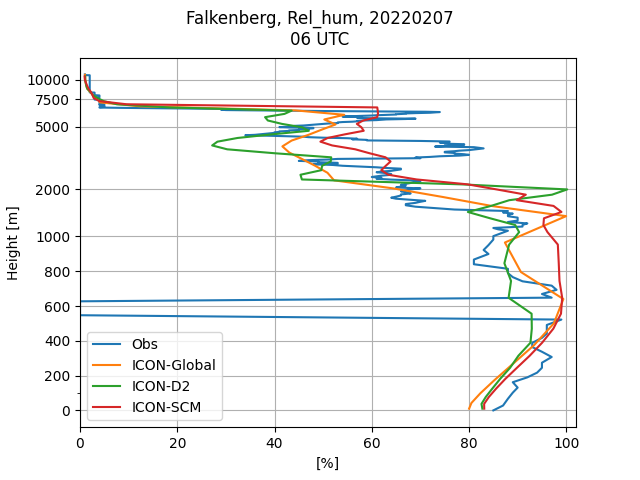 Falkenberg, Rel_hum, 20220207
06 UTC
Height [m]
10000
7500
5000
2000
1000
800
600
400
200
0
Obs
ICON-Global
ICON-D2
ICON-SCM
0 20 40 60 80 100
[%]